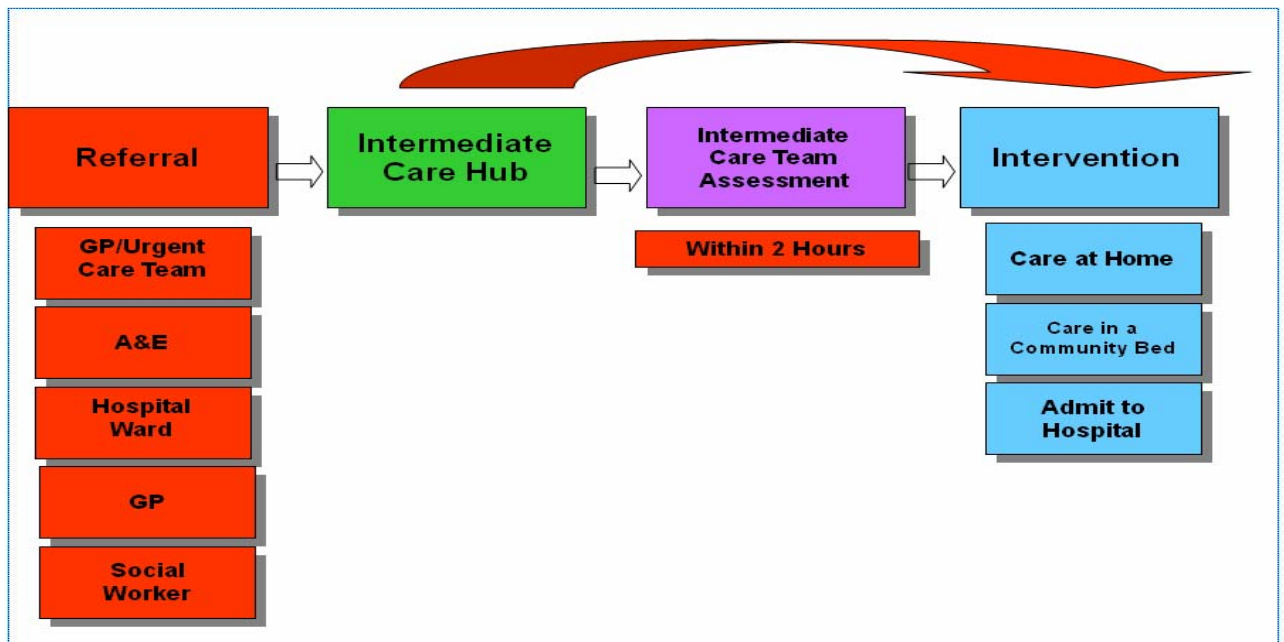 Referral
GP/Urgent
Care Team
A&E
Hospital
Ward
GP
Social
Worker
Intermediate
Care Hub
Intermediate
Care Team
Assessment
Within 2 Hours
Intervention
Care at Home
Care in a
Community Bed
Admit to
Hospital